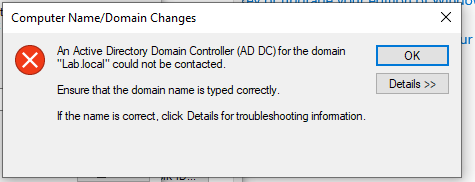 Computer Name/Domain Changes
An Active Directory Domain Controller (AD DC) for the domain
"Lab.local" could not be contacted.
Ensure that the domain name is typed correctly.
If the name is correct, click Details for troubleshooting information.
OK
Details >>